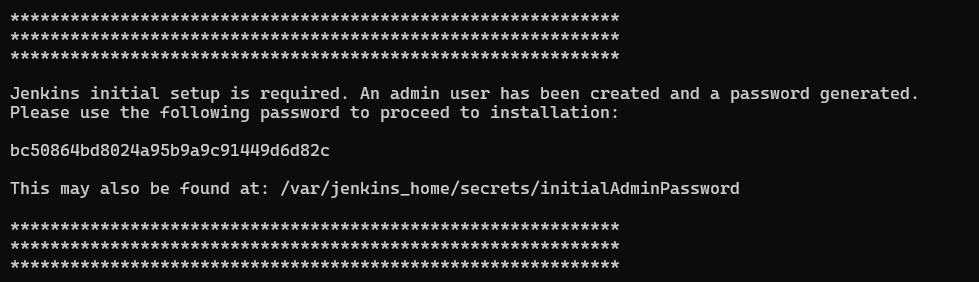 *************************************************************
*************************************************************
*************************************************************
Jenkins initial setup is required. An admin user has been created and a password generated.
Please use the following password to proceed to installation:
bc50864bd8024a95b9a9c91449d6d82c
This may also be found at: /var/jenkins_home/secrets/initialAdminPassword
*************************************************************
*************************************************************
*************************************************************